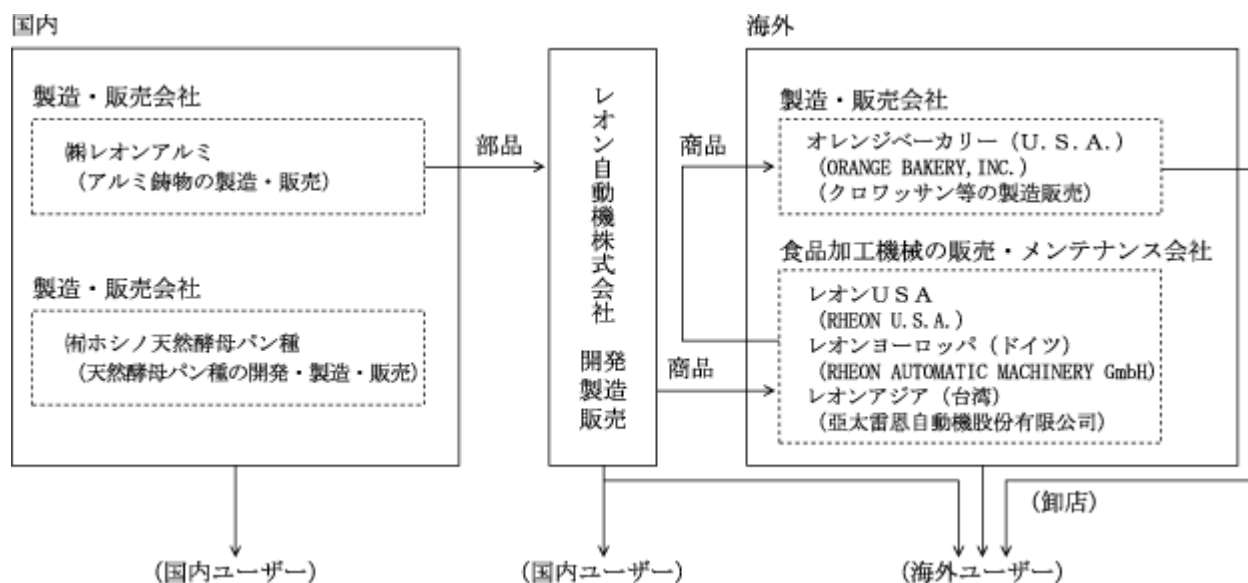 国内
製造・販売会社
㈱レオンアルミ
(アルミ鋳物の製造・販売)
製造・販売会社
㈲ホシノ天然酵母パン種
(天然酵母パン種の開発・製造・販売)
(国内ユーザー)
部品
レオン自動機株式会社
開発
製造
販売
(国内ユーザー)
商品
商品
海外
製造・販売会社
オレンジベーカリー(U.S.A.)
(ORANGE BAKERY,INC.)
(クロワッサン等の製造販売)
食品加工機械の販売・メンテナンス会社
レオンUSA
(RHEON U.S.A.)
レオンヨーロッパ(ドイツ)
(RHEON AUTOMATIC MACHINERY GmbH)
レオンアジア(台湾)
(亞太雷恩自動機股份有限公司)
(卸店)
(海外ユーザー)